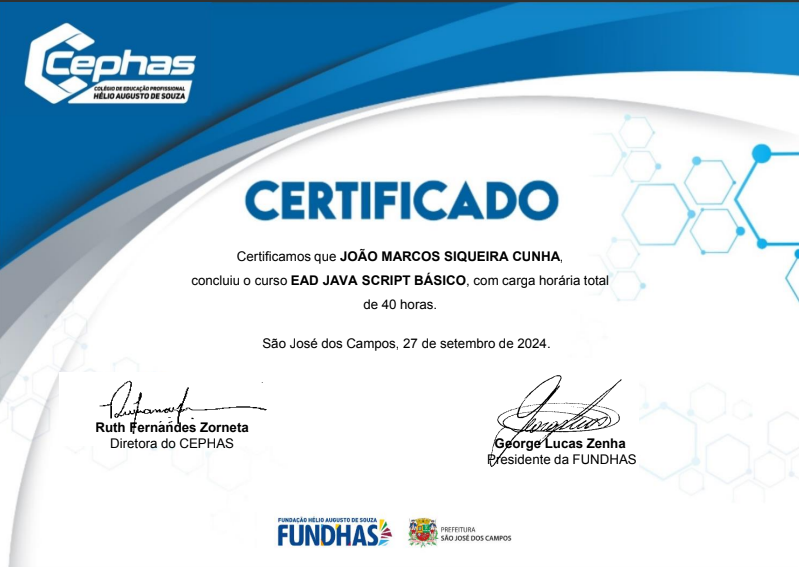 Cephas
COLÉGIO DE EDUCAÇÃO PROFISSIONAL
HÉLIO AUGUSTO DE SOUZA
CERTIFICADO
Certificamos que JOÃO MARCOS SIQUEIRA CUNHA,
concluiu o curso EAD JAVA SCRIPT BÁSICO, com carga horária total
de 40 horas.
São José dos Campos, 27 de setembro de 2024.
Ruth Fernandes Zorneta
Diretora do CEPHAS
George Lucas Zenha
Presidente da FUNDHAS
FUNDAÇÃO HÉLIO AUGUSTO DE SOUZA
FUNDHAS
PREFEITURA
SÃO JOSÉ DOS CAMPOS